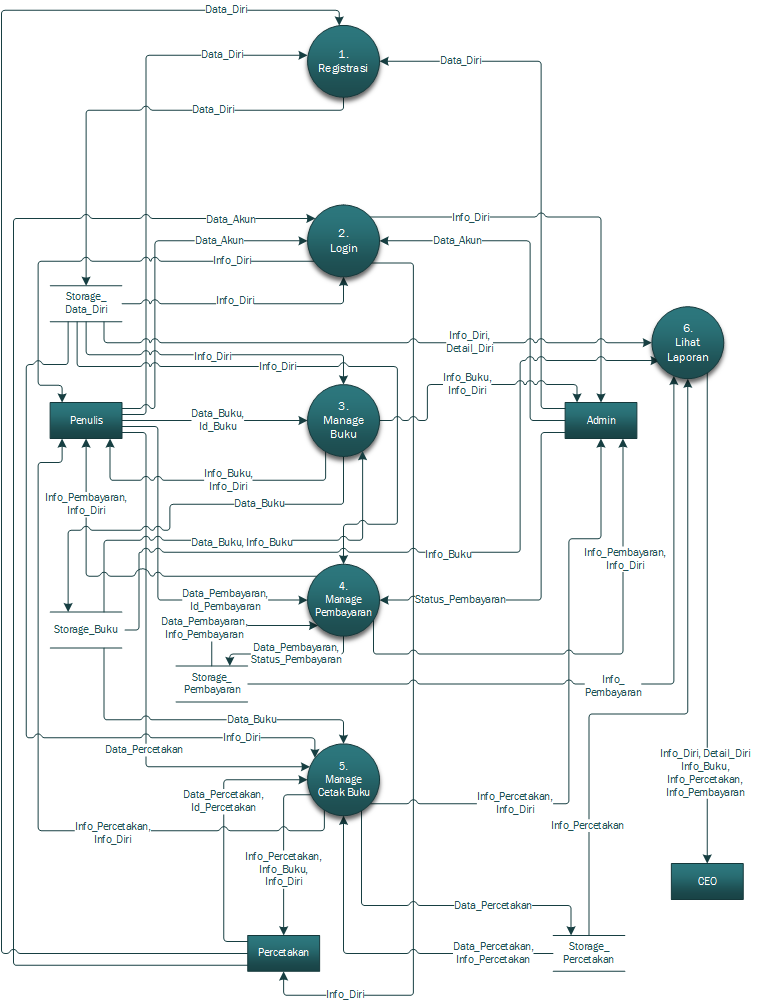 Data_Diri
Data_Diri
1.
Registrasi
Data_Diri
Data_Diri
Data_Akun
Info_Diri
2.
Login
Data_Akun
Data_Akun
Info_Diri
Storage_
Data_Diri
Info_Diri
6.
Lihat
Laporan
Info_Diri,
Detail_Diri
Info_Diri
Info_Diri
Info_Buku,
Info_Diri
Penulis
Data_Buku,
Id_Buku
3.
Manage
Buku
Admin
Info_Buku,
Info_Diri
Info_Pembayaran,
Info_Diri
Data_Buku
Data_Buku, Info_Buku
Info_Buku
Info_Pembayaran,
Info_Diri
4.
Manage
Pembayaran
Data_Pembayaran,
Id_Pembayaran
Status_Pembayaran
Data_Pembayaran,
Info_Pembayaran
Storage_Buku
Data_Pembayaran,
Status_Pembayaran
Storage_
Pembayaran
Info_
Pembayaran
Data_Buku
Info_Diri
Data_Percetakan
Info_Diri, Detail_Diri
Info_Buku,
Info_Percetakan,
Info_Pembayaran
5.
Manage
Cetak Buku
Data_Percetakan,
Id_Percetakan
Info_Percetakan,
Info_Diri
Info_Percetakan
Info_Percetakan,
Info_Diri
Info_Percetakan,
Info_Buku,
Info_Diri
CEO
Data_Percetakan
Percetakan
Data_Percetakan,
Info_Percetakan
Storage_
Percetakan
Info_Diri